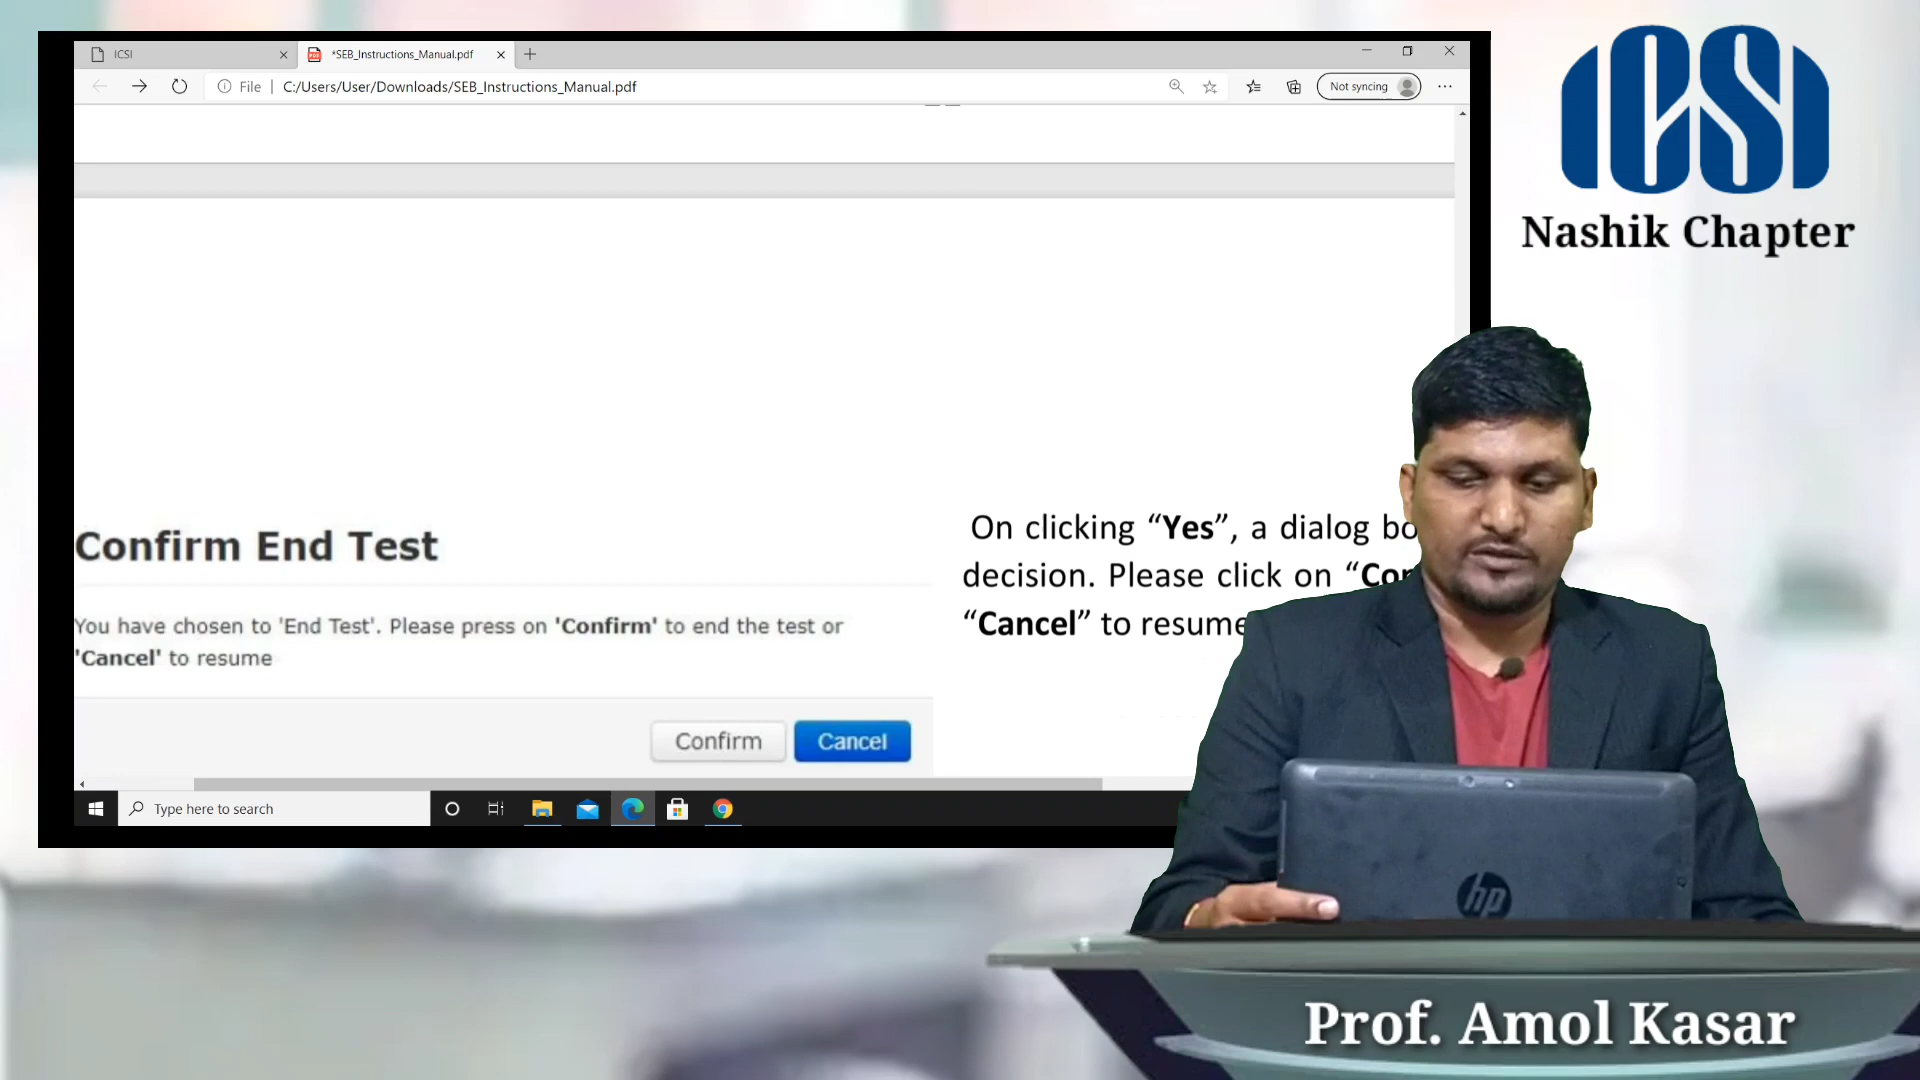 ICSI
*SEB_Instructions_Manual.pdf
File | C:/Users/User/Downloads/SEB_Instructions_Manual.pdf
Not syncing
ICSI
Nashik Chapter
Confirm End Test
You have chosen to 'End Test'. Please press on 'Confirm' to end the test or
'Cancel' to resume
Confirm
Cancel
On clicking “Yes”, a dialog
decision. Please click on
“Cancel” to resume
Type here to search
hp
Prof. Amol Kasar